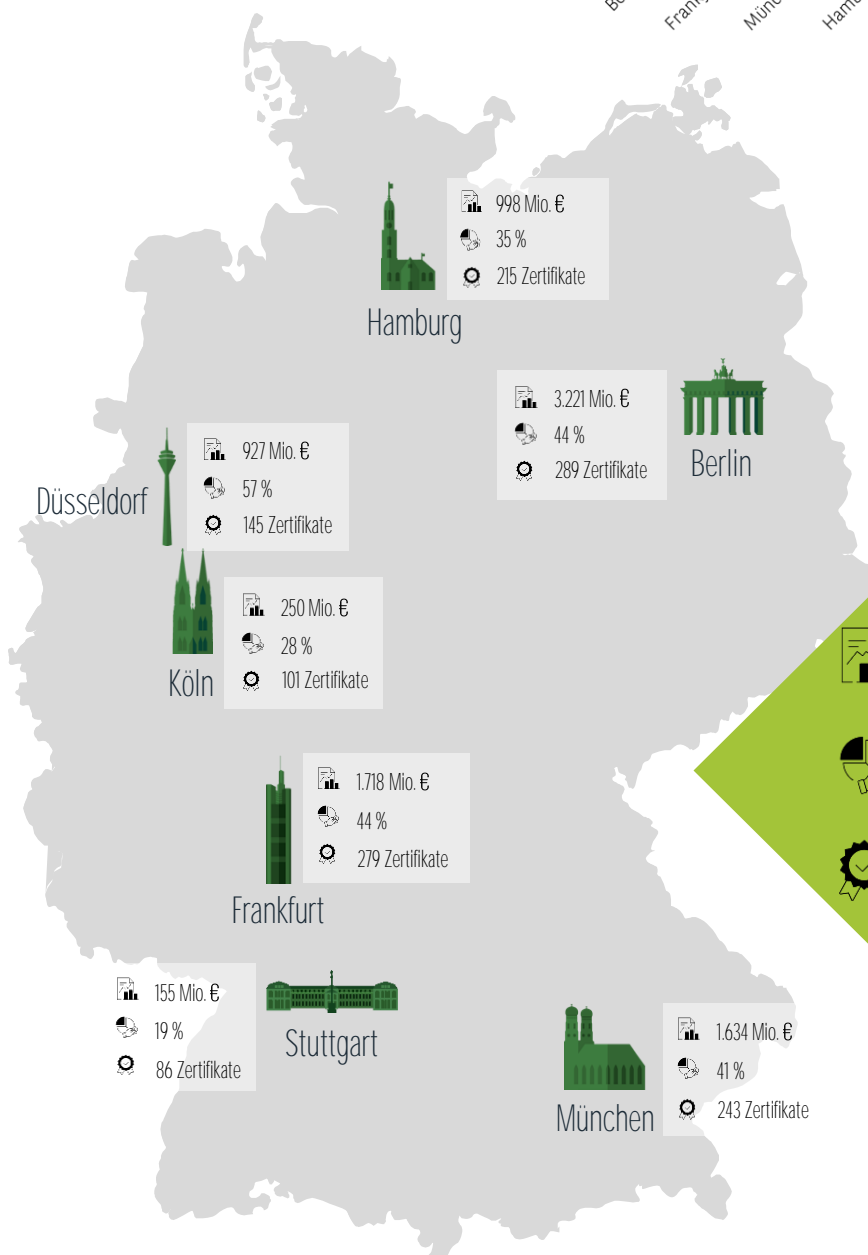 998 Mio. €
35 %
215 Zertifikate
Hamburg
3.221 Mio. €
44 %
289 Zertifikate
Berlin
927 Mio. €
57 %
145 Zertifikate
Düsseldorf
250 Mio. €
28 %
101 Zertifikate
Köln
1.718 Mio. €
44 %
279 Zertifikate
Frankfurt
155 Mio. €
19 %
86 Zertifikate
Stuttgart
1.634 Mio. €
41 %
243 Zertifikate
München